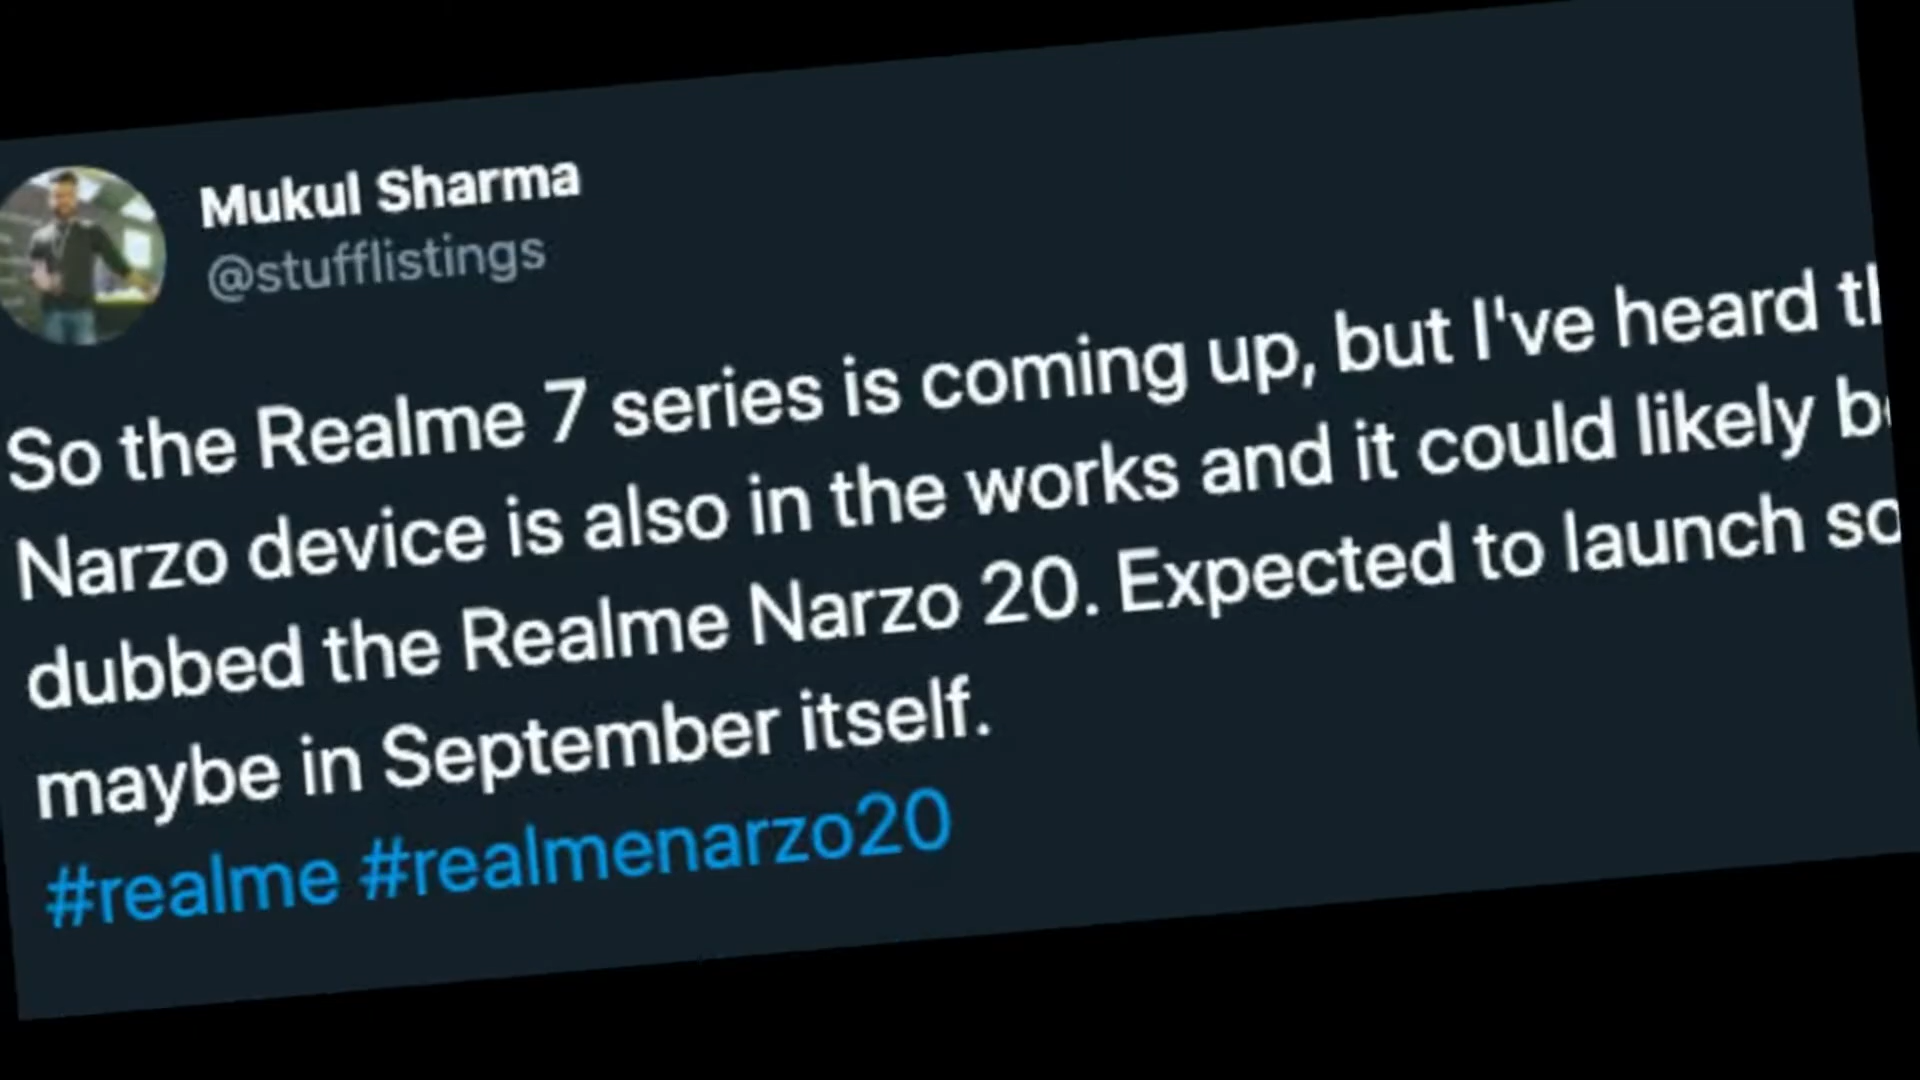 Mukul Sharma
@stufflistings
So the Realme 7 series is coming up, but I've heard
Narzo device is also in the works and it could likely
dubbed the Realme Narzo 20. Expected to launch
maybe in September itself.
#realme #realmenarzo20